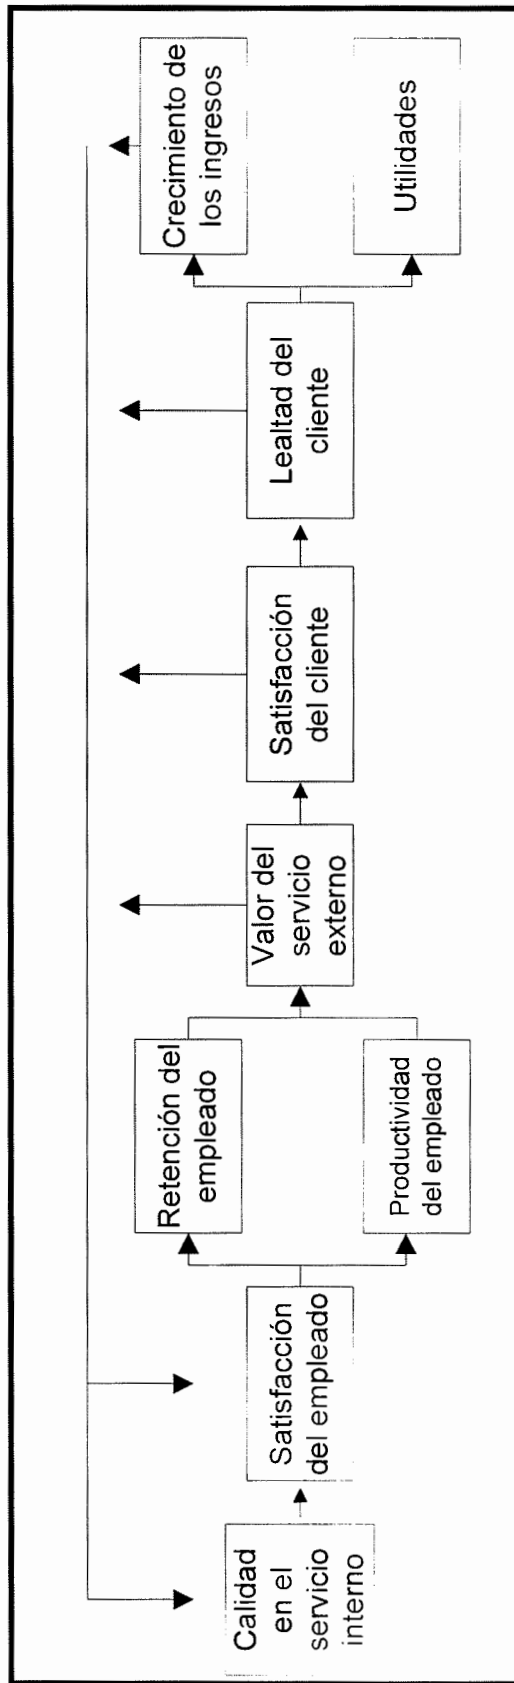 Calidad
en el
servicio
interno
Satisfacción
del empleado
Retención del
empleado
Productividad
del empleado
Valor del
servicio
externo
Satisfacción
del cliente
Lealtad del
cliente
Crecimiento de
los ingresos
Utilidades